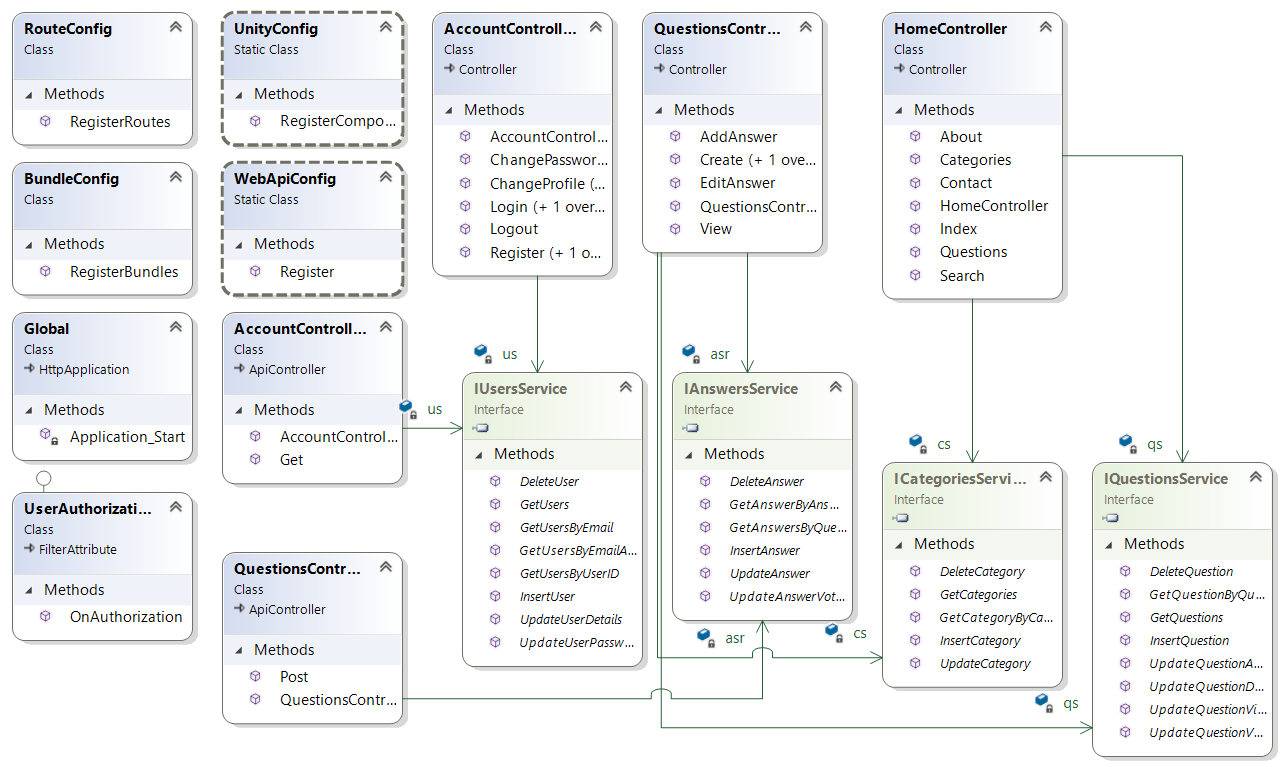 RouteConfig
Class
Methods
RegisterRoutes
UnityConfig
Static Class
Methods
RegisterCompo...
AccountControll...
Class
Controller
Methods
AccountControl...
ChangePasswor...
ChangeProfile (...
Login (+ 1 over...
Logout
Register (+ 1 o...
QuestionsContr...
Class
Controller
Methods
AddAnswer
Create (+ 1 ove...
EditAnswer
QuestionsContr...
View
HomeController
Class
Controller
Methods
About
Categories
Contact
HomeController
Index
Questions
Search
BundleConfig
Class
Methods
RegisterBundles
WebApiConfig
Static Class
Methods
Register
Global
Class
HttpApplication
Methods
Application_Start
AccountControll...
Class
ApiController
Methods
AccountControl...
Get
us
us
asr
cs
qs
IUsersService
Interface
Methods
DeleteUser
GetUsers
GetUsersByEmail
GetUsersByEmailA...
GetUsersByUserID
InsertUser
UpdateUserDetails
UpdateUserPassw...
IAnswersService
Interface
Methods
DeleteAnswer
GetAnswerByAns...
GetAnswersByQue...
InsertAnswer
UpdateAnswer
UpdateAnswerVot...
ICategoriesServi...
Interface
Methods
DeleteCategory
GetCategories
GetCategoryByCa...
InsertCategory
UpdateCategory
IQuestionsService
Interface
Methods
DeleteQuestion
GetQuestionByQu...
GetQuestions
InsertQuestion
UpdateQuestionA...
UpdateQuestionD...
UpdateQuestionVi...
UpdateQuestionV...
UserAuthorizati...
Class
FilterAttribute
Methods
OnAuthorization
QuestionsContr...
Class
ApiController
Methods
Post
QuestionsContr...
asr
cs
qs